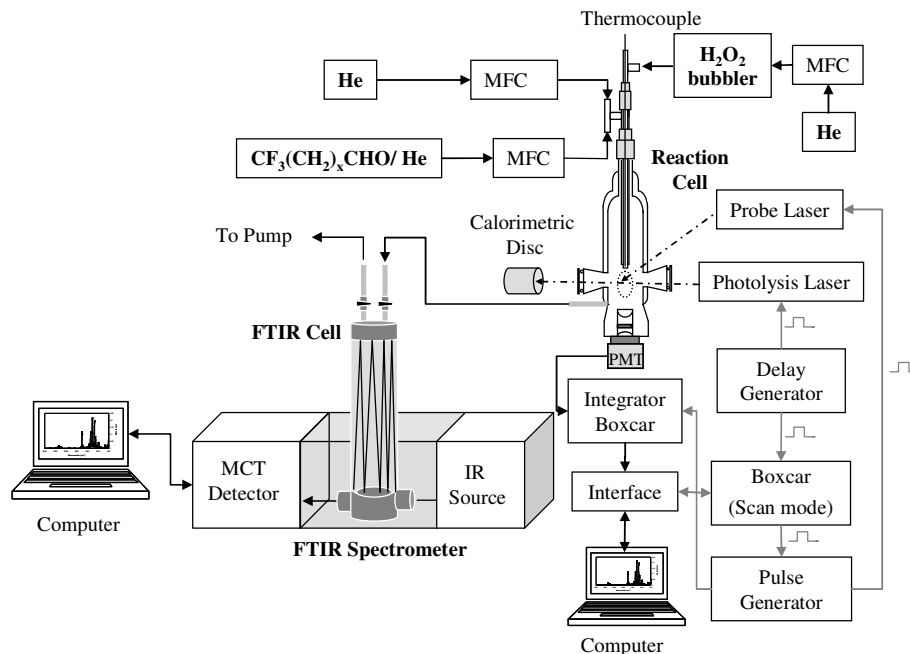 Thermocouple
He
MFC
H₂O₂
bubbler
MFC
He
CF₃(CH₂)ₓCHO/ He
MFC
Reaction
Cell
Probe Laser
To Pump
Calorimetric
Disc
Photolysis Laser
FTIR Cell
PMT
Delay
Generator
Integrator
Boxcar
MCT
Detector
IR
Source
Interface
Boxcar
(Scan mode)
Computer
FTIR Spectrometer
Pulse
Generator
Computer